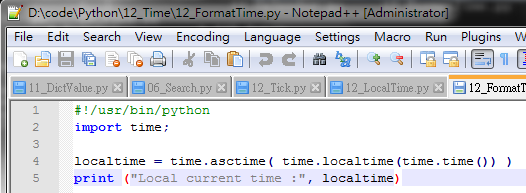 D:\code\Python\12_Time\12_FormatTime.py - Notepad++ [Administrator]
File Edit Search View Encoding Language Settings Macro Run Plugins
11_DictValue.py 06_Search.py 12_Tick.py 12_LocalTime.py 12_FormatT
1 #!/usr/bin/python
2 import time;
3
4 localtime = time.asctime( time.localtime(time.time()) )
5 print ("Local current time :", localtime)